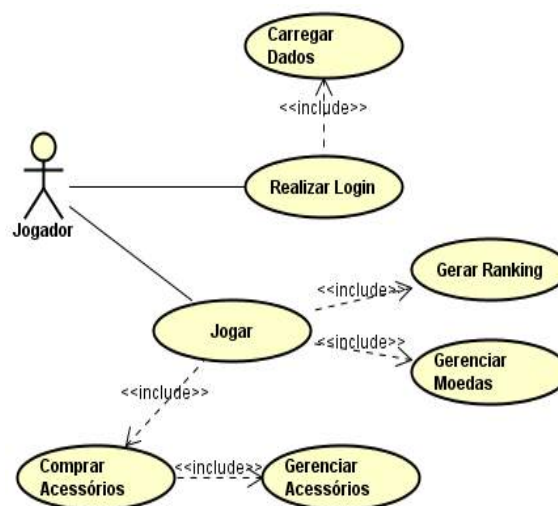 Carregar
Dados
<<include>>
Realizar Login
Jogador
Gerar Ranking
<<include>>
Jogar
<<include>>
Gerenciar
Moedas
<<include>>
Comprar
Acessórios
<<include>>
Gerenciar
Acessórios